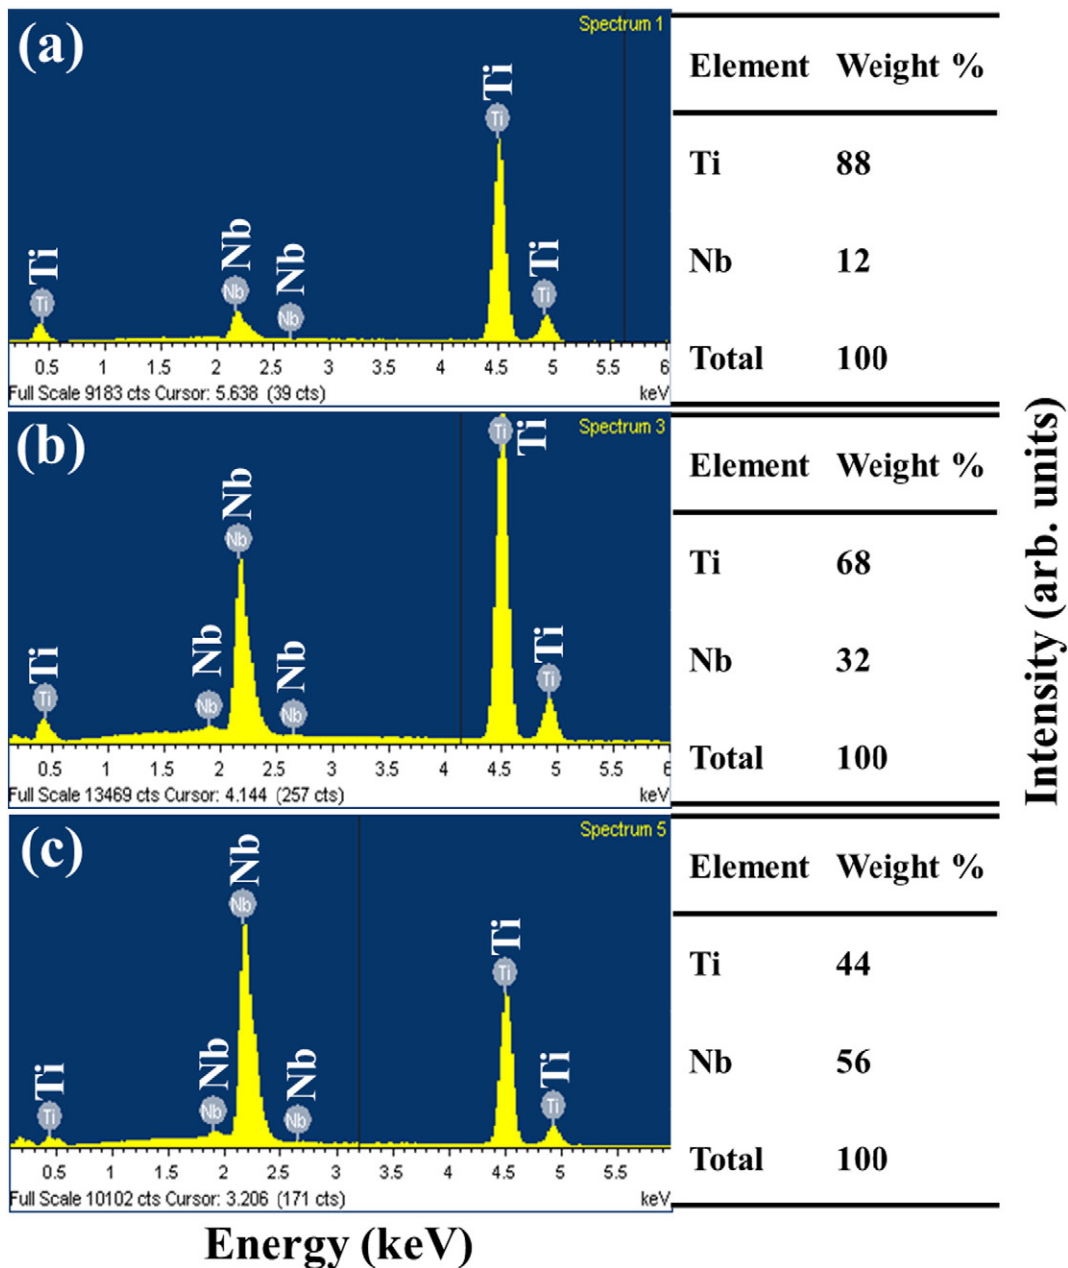 (a)
Spectrum 1
Ti
Ti
Nb
Nb
Nb
Nb
Ti
Ti
Ti
Ti
0.5 1 1.5 2 2.5 3 3.5 4 4.5 5 5.5 6
Full Scale 9183 cts Cursor: 5.638 (39 cts)
keV
Element Weight %
Ti 88
Nb 12
Total 100
(b)
Spectrum 3
Ti
Ti
Nb
Nb
Nb
Nb
Nb
Nb
Ti
Ti
Ti
Ti
0.5 1 1.5 2 2.5 3 3.5 4 4.5 5 5.5 6
Full Scale 13469 cts Cursor: 4.144 (257 cts)
keV
Element Weight %
Ti 68
Nb 32
Total 100
(c)
Spectrum 5
Ti
Ti
Nb
Nb
Nb
Nb
Nb
Nb
Ti
Ti
Ti
Ti
0.5 1 1.5 2 2.5 3 3.5 4 4.5 5 5.5
Full Scale 10102 cts Cursor: 3.206 (171 cts)
keV
Element Weight %
Ti 44
Nb 56
Total 100
Energy (keV)
Intensity (arb. units)